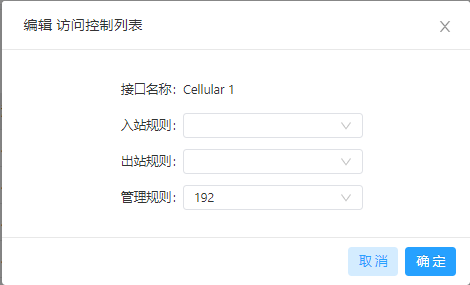 编辑 访问控制列表
接口名称: Cellular 1
入站规则:
出站规则:
管理规则: 192
取消 确定